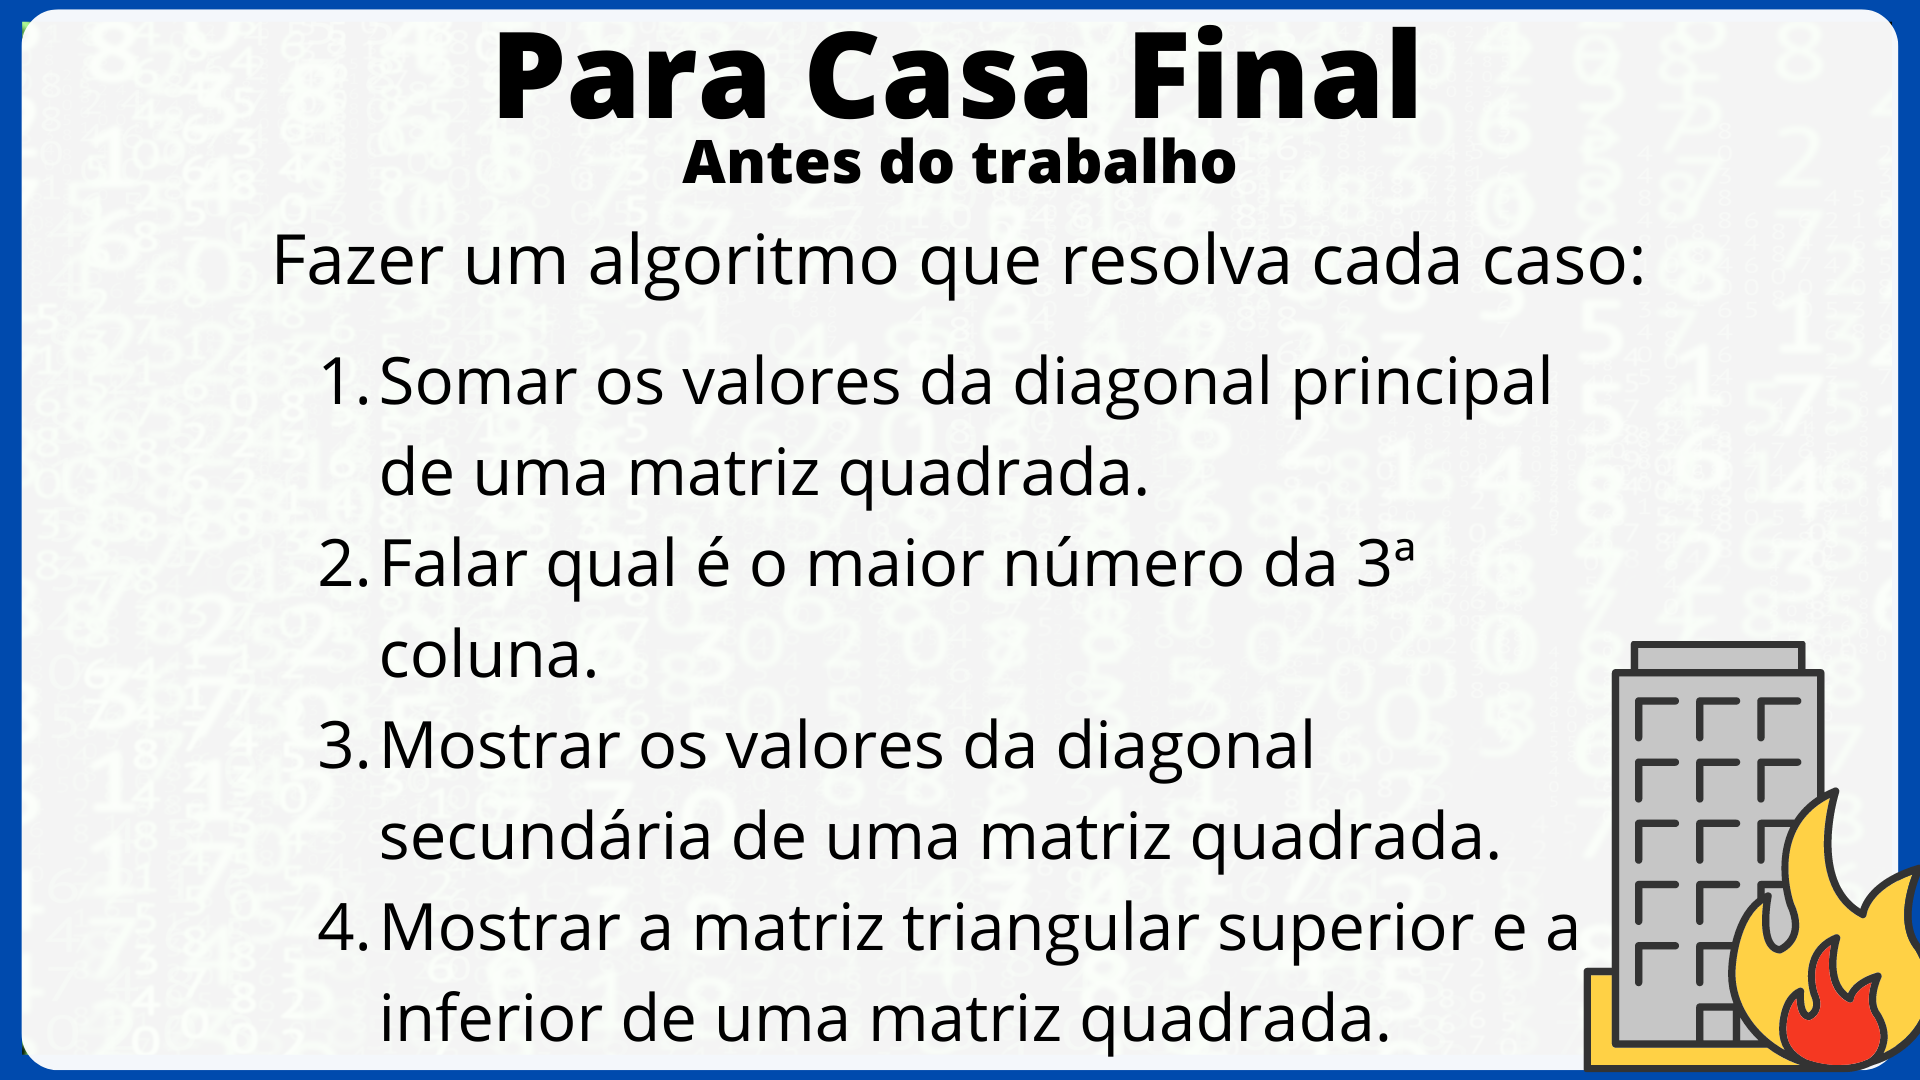 Para Casa Final
Antes do trabalho
Fazer um algoritmo que resolva cada caso:
1. Somar os valores da diagonal principal
de uma matriz quadrada.
2. Falar qual é o maior número da 3ª
coluna.
3. Mostrar os valores da diagonal
secundária de uma matriz quadrada.
4. Mostrar a matriz triangular superior e a
inferior de uma matriz quadrada.